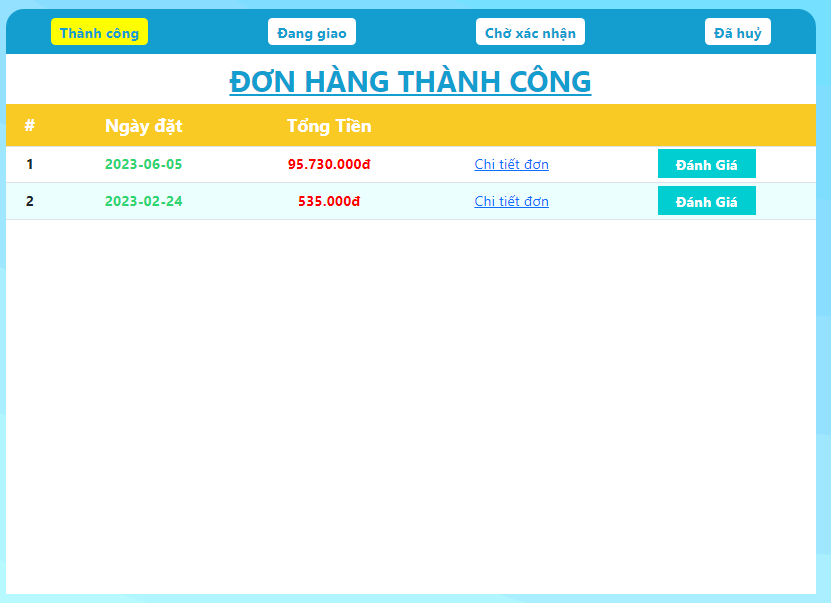 Thành công Đang giao Chờ xác nhận Đã huỷ
ĐƠN HÀNG THÀNH CÔNG
# Ngày đặt Tổng Tiền
1 2023-06-05 95.730.000đ Chi tiết đơn Đánh Giá
2 2023-02-24 535.000đ Chi tiết đơn Đánh Giá